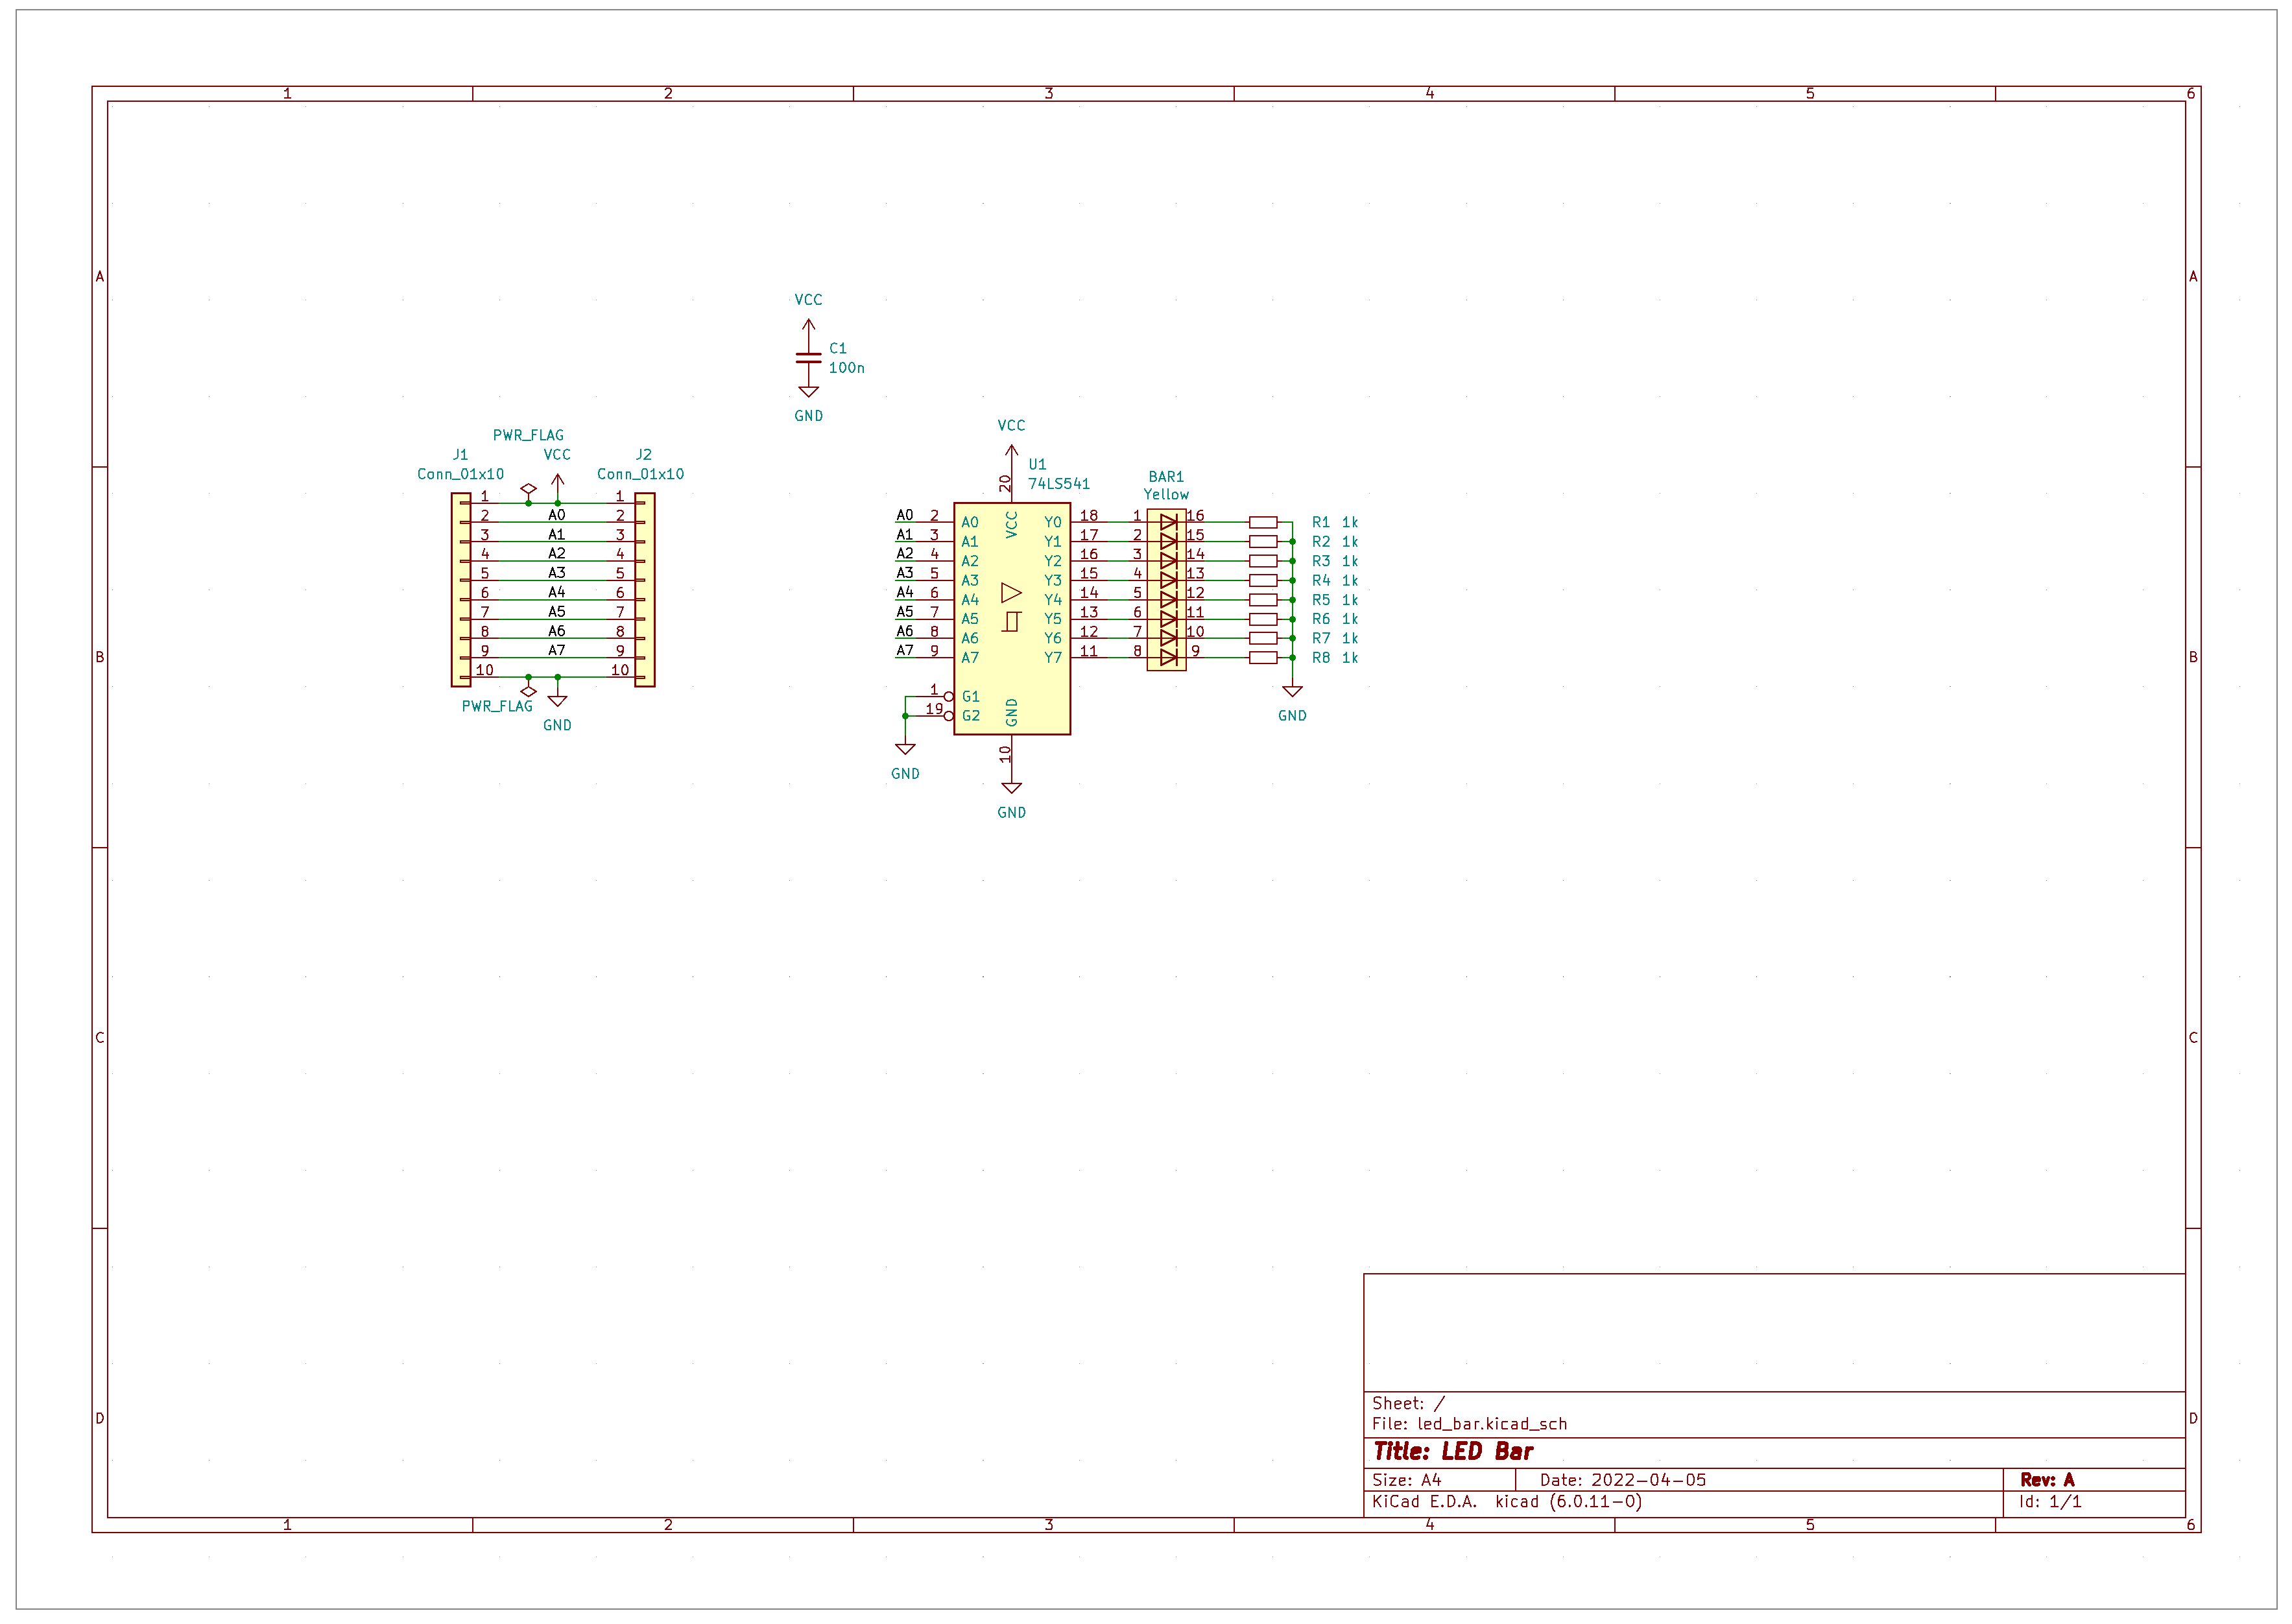 1 2 3 4 5 6
A A
VCC
C1
100n
GND
PWR_FLAG
J1 VCC J2
Conn_01x10 Conn_01x10
1 1
2 A0 2
3 A1 3
4 A2 4
5 A3 5
6 A4 6
7 A5 7
8 A6 8
9 A7 9
10 10
PWR_FLAG
GND
VCC
U1
74LS541
20
VCC
BAR1
Yellow
A0 2 A0 Y0 18 1 16 R1 1k
A1 3 A1 Y1 17 2 15 R2 1k
A2 4 A2 Y2 16 3 14 R3 1k
A3 5 A3 Y3 15 4 13 R4 1k
A4 6 A4 Y4 14 5 12 R5 1k
A5 7 A5 Y5 13 6 11 R6 1k
A6 8 A6 Y6 12 7 10 R7 1k
A7 9 A7 Y7 11 8 9 R8 1k
1 G1
19 G2
GND
10
GND
GND
GND
B B
C C
D D
Sheet: /
File: led_bar.kicad_sch
Title: LED Bar
Size: A4 Date: 2022-04-05 Rev: A
KiCad E.D.A. kicad (6.0.11-0) Id: 1/1
1 2 3 4 5 6